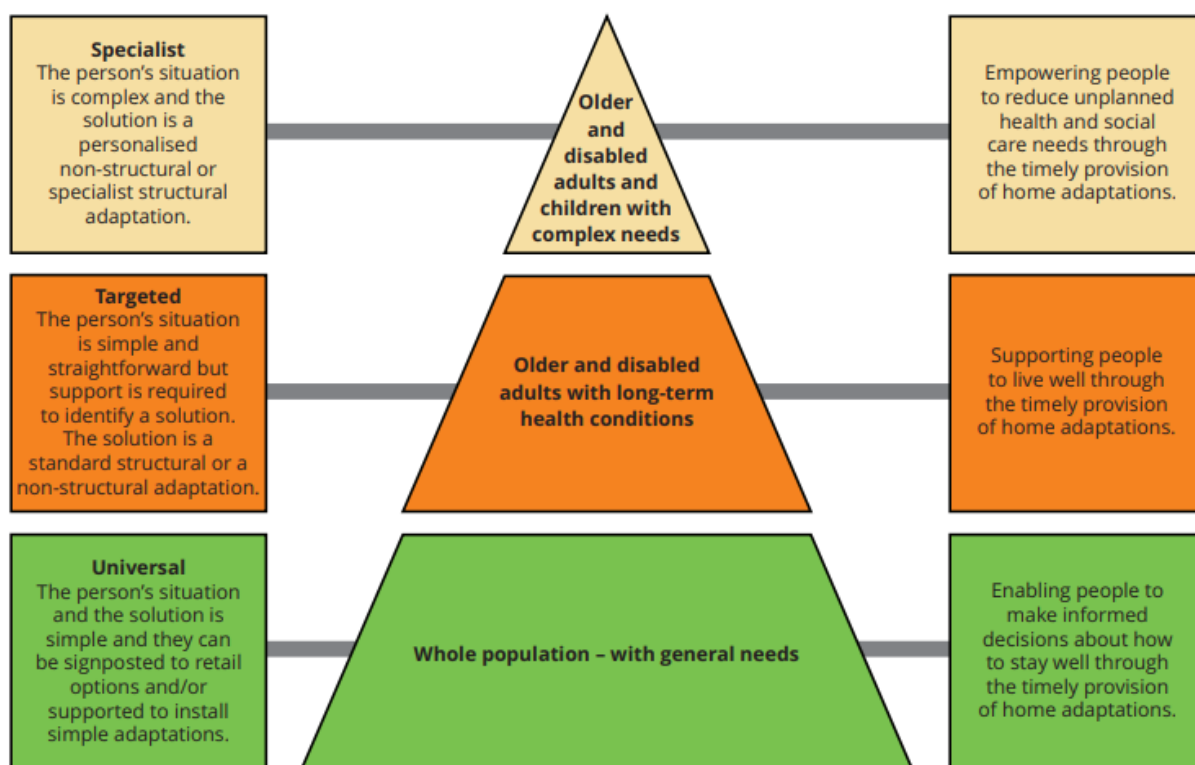 Specialist
The person’s situation
is complex and the
solution is a
personalised
non-structural or
specialist structural
adaptation.
Older
and
disabled
adults and
children with
complex needs
Empowering people
to reduce unplanned
health and social
care needs through
the timely provision
of home adaptations.
Targeted
The person’s situation
is simple and
straightforward but
support is required
to identify a solution.
The solution is a
standard structural or a
non-structural adaptation.
Older and disabled
adults with long-term
health conditions
Supporting people
to live well through
the timely provision
of home adaptations.
Universal
The person’s situation
and the solution is
simple and they can
be signposted to retail
options and/or
supported to install
simple adaptations.
Whole population – with general needs
Enabling people to
make informed
decisions about how
to stay well through
the timely provision
of home adaptations.